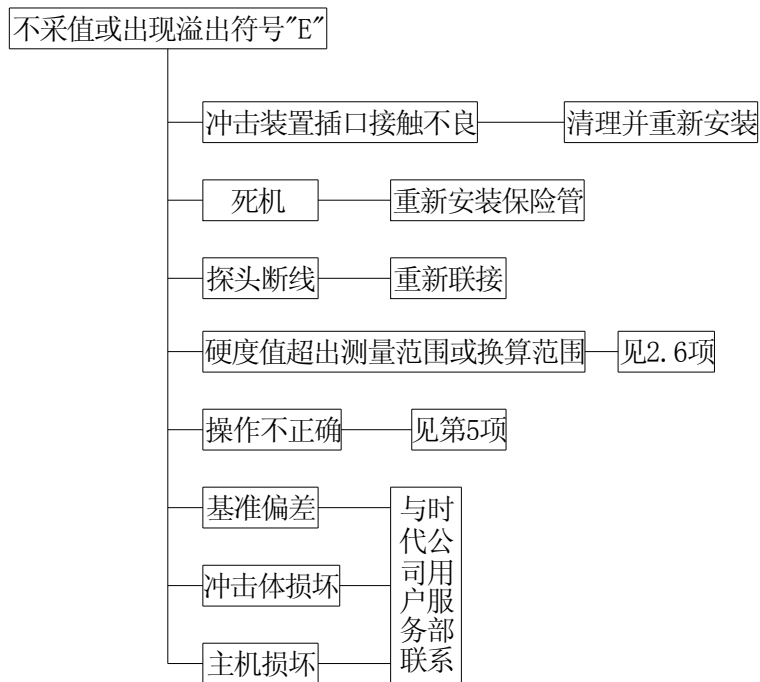 不采值或出现溢出符号"E"
冲击装置插口接触不良
清理并重新安装
死机
重新安装保险管
探头断线
重新联接
硬度值超出测量范围或换算范围
见2.6项
操作不正确
见第5项
基准偏差
冲击体损坏
主机损坏
与时
代公
司用
户服
务部
联系